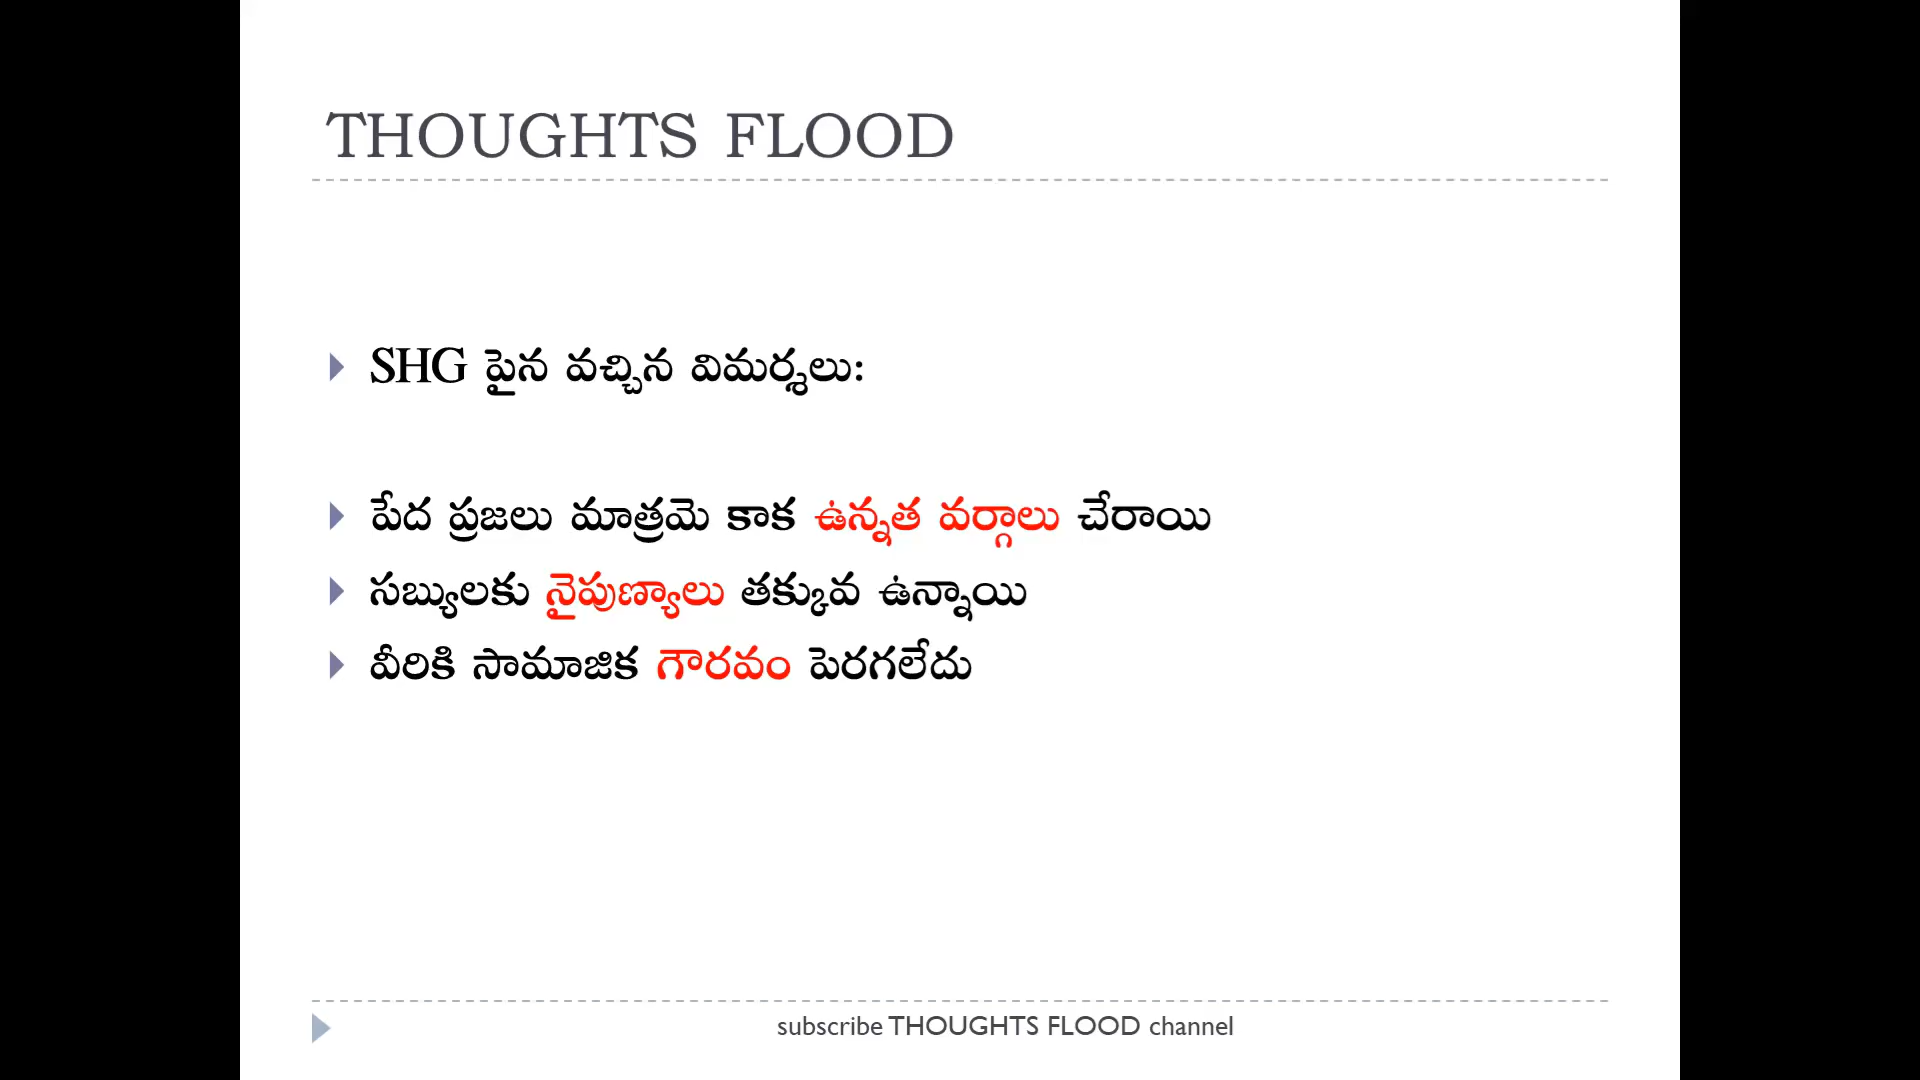 THOUGHTS FLOOD
SHG పైన వచ్చిన విమర్శలు:
పేద ప్రజలు మాత్రమె కాక ఉన్నత వర్గాలు చేరాయి
సబ్యులకు నైపుణ్యాలు తక్కువ ఉన్నాయి
వీరికి సామాజిక గౌరవం పెరగలేదు
subscribe THOUGHTS FLOOD channel